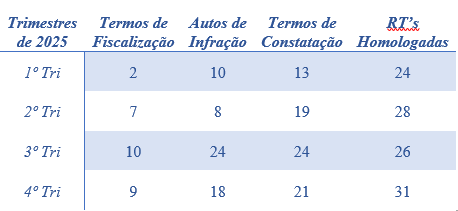 Trimestres de 2025 Termos de Fiscalização Autos de Infração Termos de Constatação RT’s Homologadas
1º Tri 2 10 13 24
2º Tri 7 8 19 28
3º Tri 10 24 24 26
4º Tri 9 18 21 31